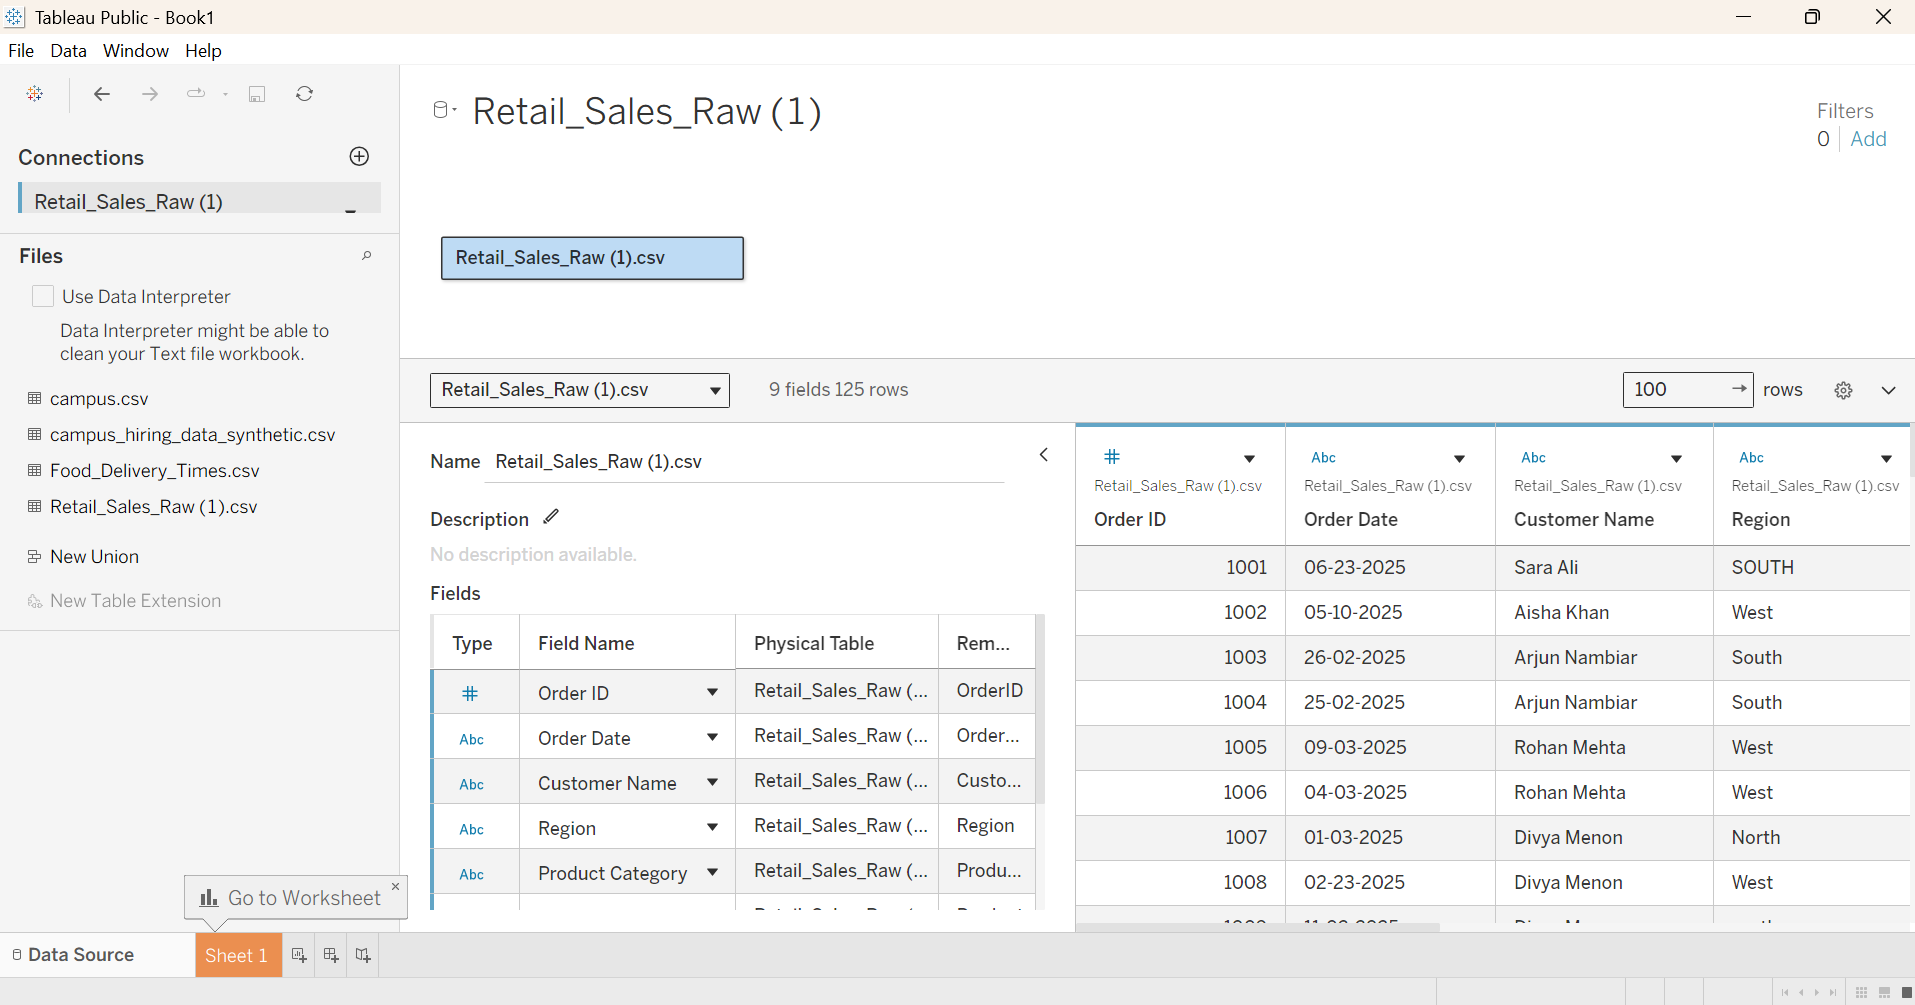 Tableau Public - Book1
File Data Window Help
Connections
Retail_Sales_Raw (1)
Files
Use Data Interpreter
Data Interpreter might be able to
clean your Text file workbook.
campus.csv
campus_hiring_data_synthetic.csv
Food_Delivery_Times.csv
Retail_Sales_Raw (1).csv
New Union
New Table Extension
Retail_Sales_Raw (1)
Filters
0 Add
Retail_Sales_Raw (1).csv
Retail_Sales_Raw (1).csv 9 fields 125 rows 100 rows
Name Retail_Sales_Raw (1).csv
Description
No description available.
Fields
Type Field Name Physical Table Rem...
# Order ID Retail_Sales_Raw (... OrderID
Abc Order Date Retail_Sales_Raw (... Order...
Abc Customer Name Retail_Sales_Raw (... Custo...
Abc Region Retail_Sales_Raw (... Region
Abc Product Category Retail_Sales_Raw (... Produ...
# Abc Abc Abc
Retail_Sales_Raw (1).csv Retail_Sales_Raw (1).csv Retail_Sales_Raw (1).csv Retail_Sales_Raw (1).csv
Order ID Order Date Customer Name Region
1001 06-23-2025 Sara Ali SOUTH
1002 05-10-2025 Aisha Khan West
1003 26-02-2025 Arjun Nambiar South
1004 25-02-2025 Arjun Nambiar South
1005 09-03-2025 Rohan Mehta West
1006 04-03-2025 Rohan Mehta West
1007 01-03-2025 Divya Menon North
1008 02-23-2025 Divya Menon West
Go to Worksheet
Data Source Sheet 1